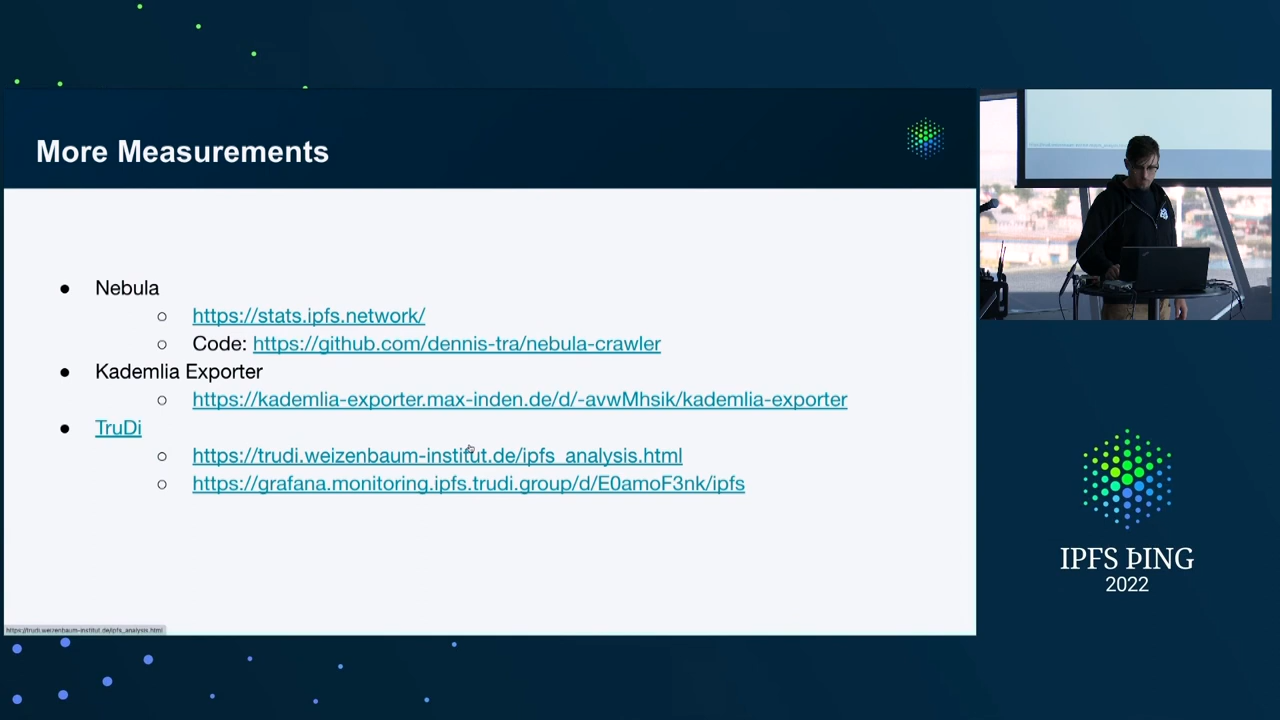 More Measurements
● Nebula
○ https://stats.ipfs.network/
○ Code: https://github.com/dennis-tra/nebula-crawler
● Kademlia Exporter
○ https://kademlia-exporter.max-inden.de/d/-avwMhsik/kademlia-exporter
● TruDi
○ https://trudi.weizenbaum-institut.de/ipfs_analysis.html
○ https://grafana.monitoring.ipfs.trudi.group/d/E0amoF3nk/ipfs
https://trudi.weizenbaum-institut.de/ipfs_analysis.html
IPFS ÞING
2022